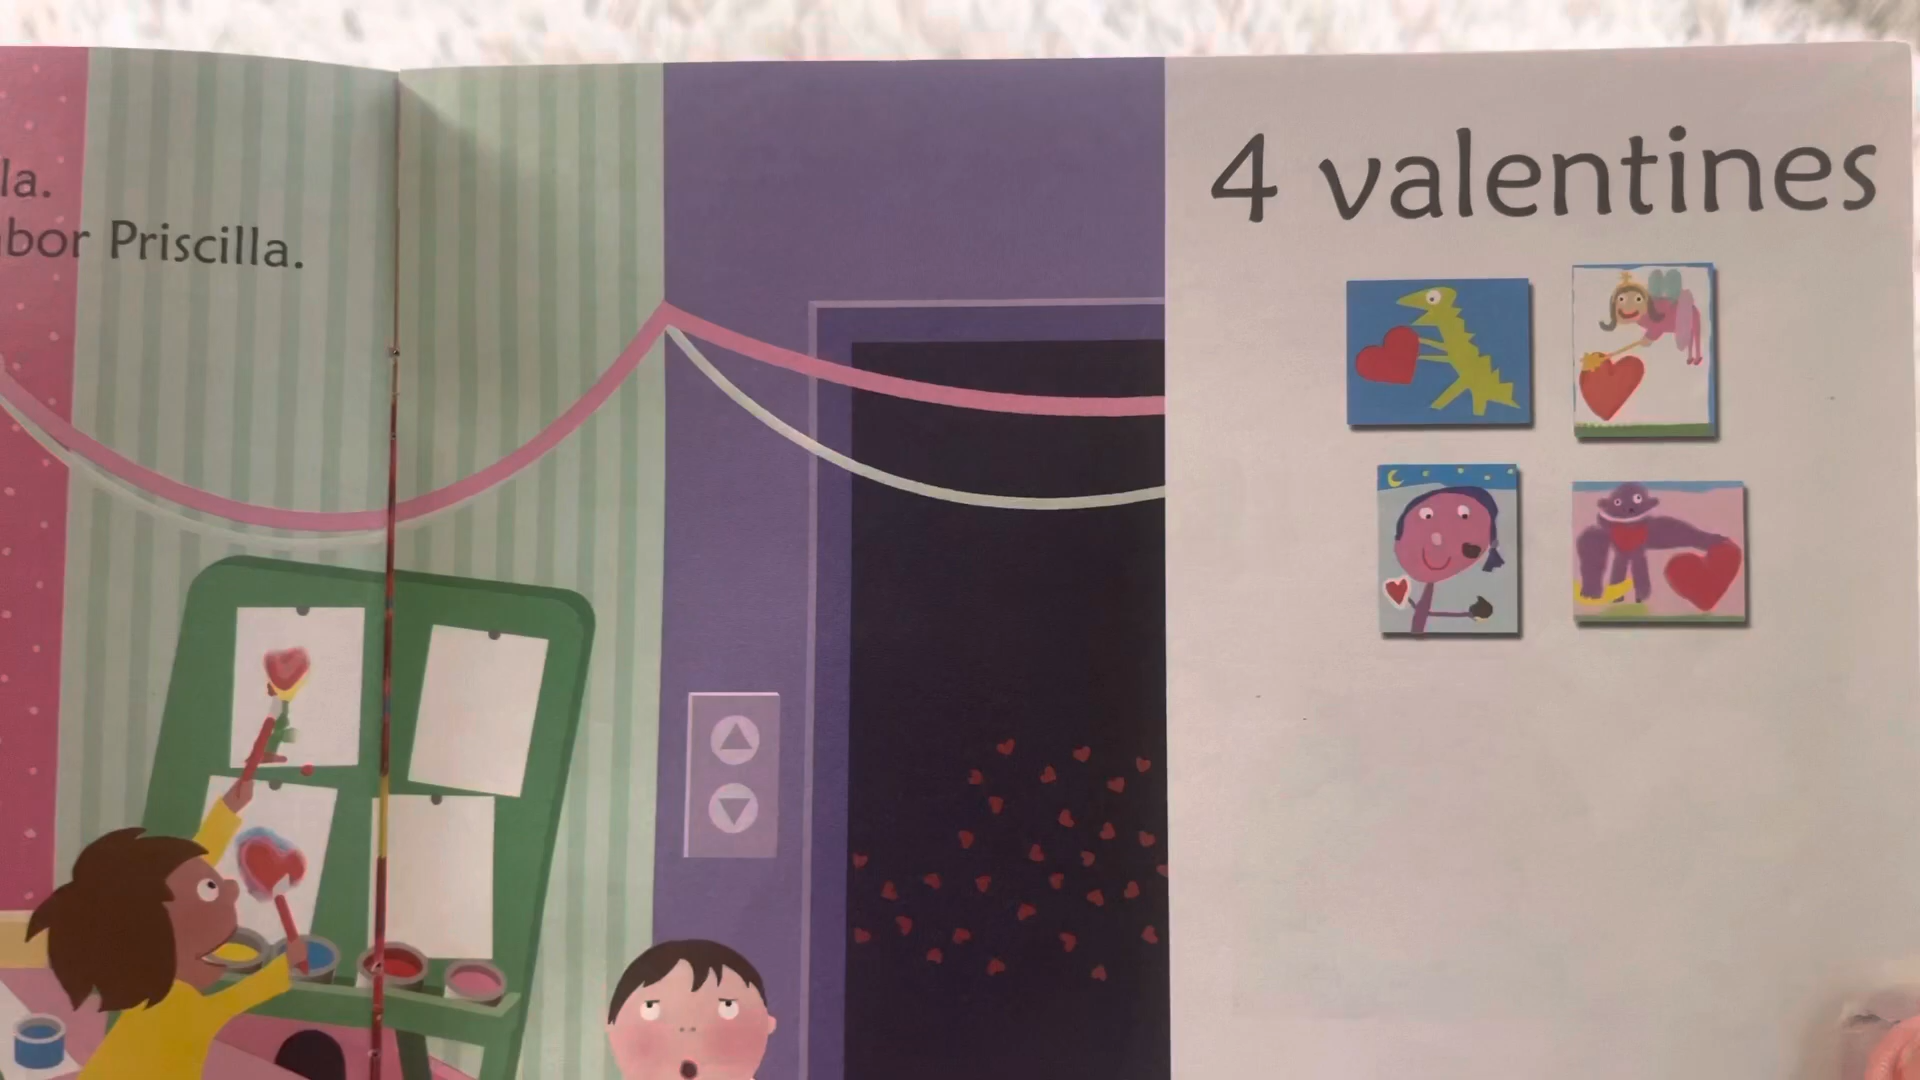 la.
bor Priscilla.
4 valentines